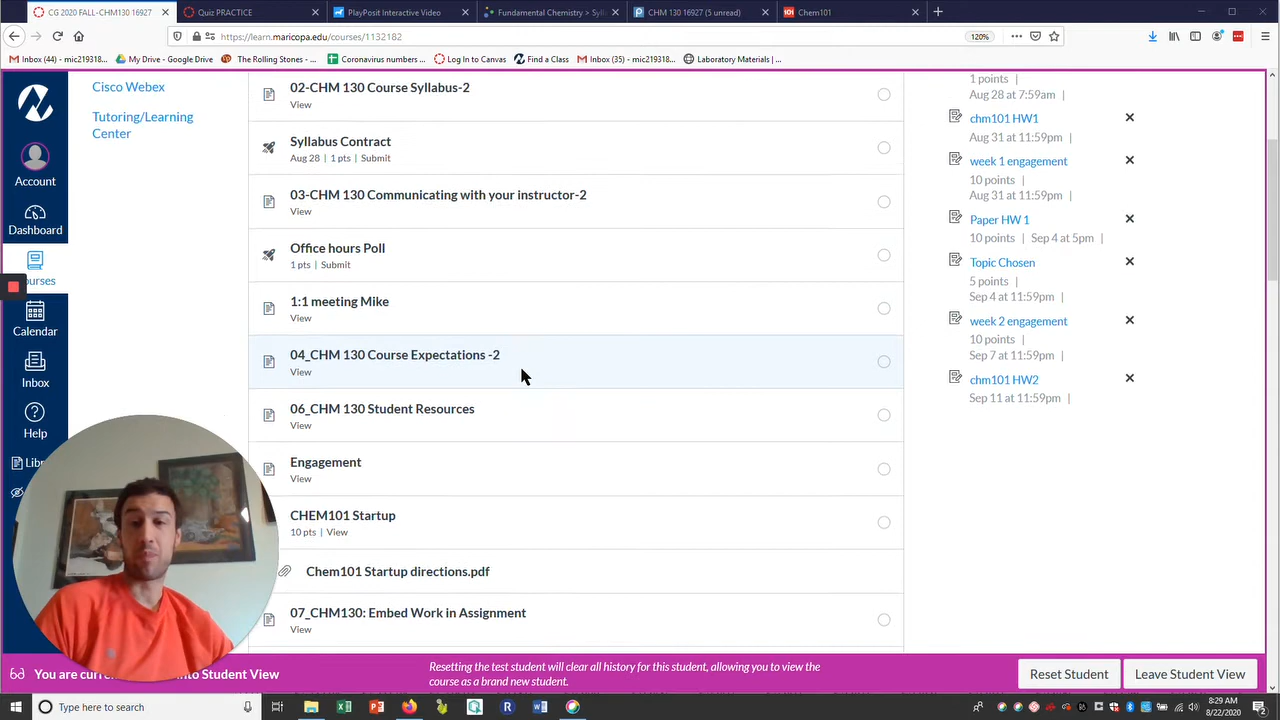 CG 2020 FALL-CHM130 16927
Quiz PRACTICE
PlayPosit Interactive Video
Fundamental Chemistry > Syll
CHM 130 16927 (5 unread)
Chem101
https://learn.maricopa.edu/courses/1132182
120%
Inbox (44) - mic219318...
My Drive - Google Drive
The Rolling Stones - ...
Coronavirus numbers ...
Log In to Canvas
Find a Class
Inbox (35) - mic219318...
Laboratory Materials | ...
Cisco Webex
Tutoring/Learning
Center
Account
Dashboard
ourses
Calendar
Inbox
Help
Libr
02-CHM 130 Course Syllabus-2
View
Syllabus Contract
Aug 28 | 1 pts | Submit
03-CHM 130 Communicating with your instructor-2
View
Office hours Poll
1 pts | Submit
1:1 meeting Mike
View
04_CHM 130 Course Expectations -2
View
06_CHM 130 Student Resources
View
Engagement
View
CHEM101 Startup
10 pts | View
Chem101 Startup directions.pdf
07_CHM130: Embed Work in Assignment
View
1 points |
Aug 28 at 7:59am |
chm101 HW1
Aug 31 at 11:59pm |
week 1 engagement
10 points |
Aug 31 at 11:59pm |
Paper HW 1
10 points | Sep 4 at 5pm |
Topic Chosen
5 points |
Sep 4 at 11:59pm |
week 2 engagement
10 points |
Sep 7 at 11:59pm |
chm101 HW2
Sep 11 at 11:59pm |
You are curr
nto Student View
Resetting the test student will clear all history for this student, allowing you to view the
course as a brand new student.
Reset Student
Leave Student View
Type here to search
8:29 AM
8/22/2020